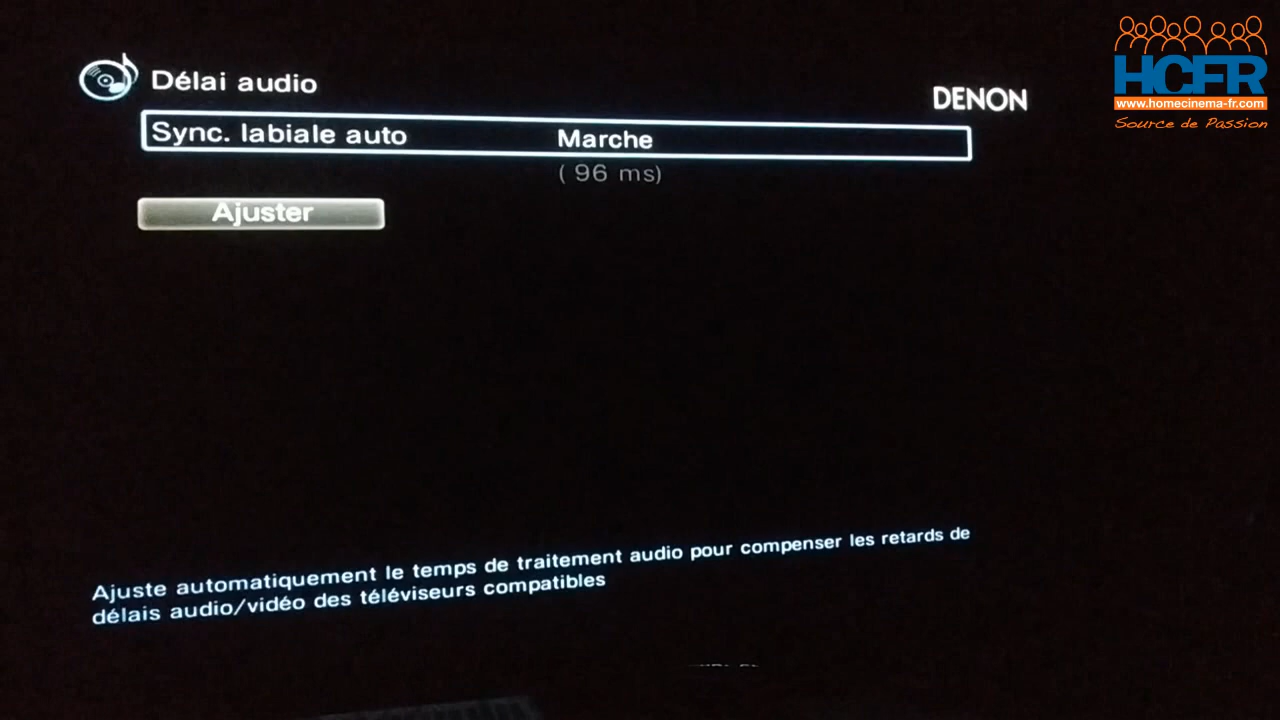 Délai audio
DENON
Sync. labiale auto Marche
( 96 ms)
Ajuster
Ajuste automatiquement le temps de traitement audio pour compenser les retards de
délais audio/vidéo des téléviseurs compatibles
HCFR
www.homecinema-fr.com
Source de Passion